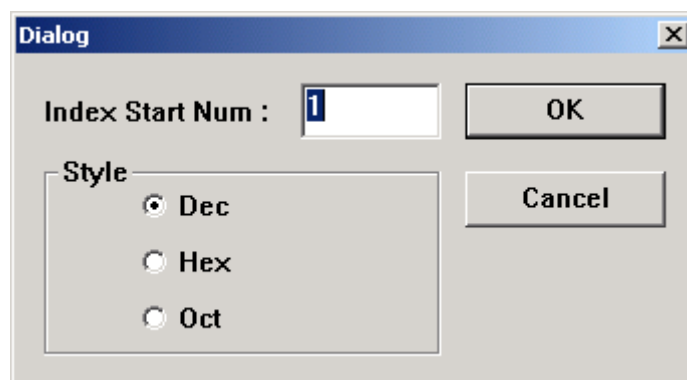 Dialog
Index Start Num : 1 OK
Style
Cancel
Dec
Hex
Oct